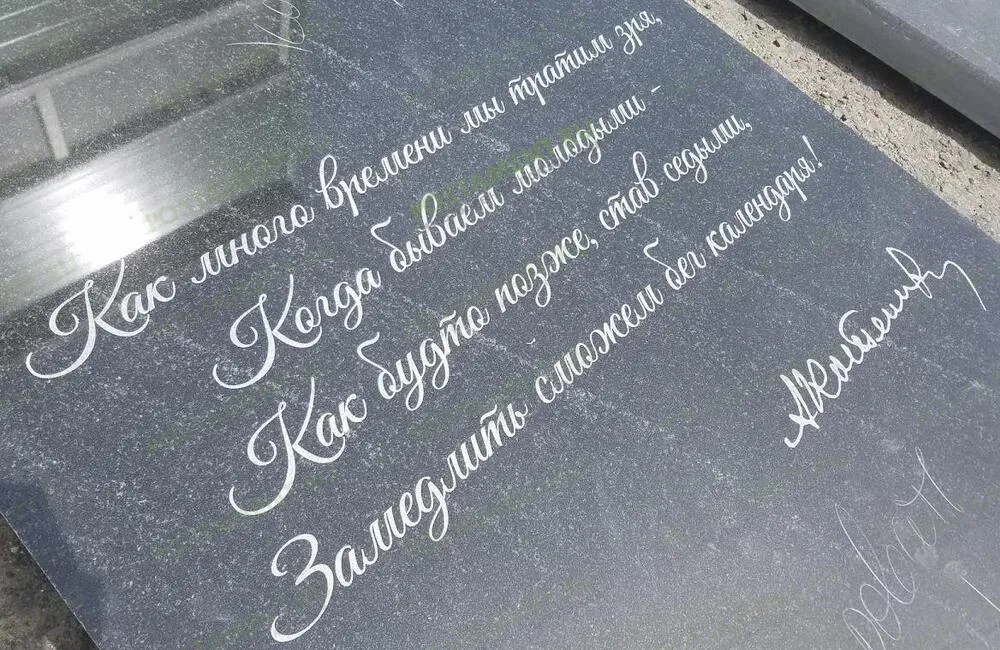 Как много времени мы тратим зря,
Когда бываем молодыми -
Как будто позже, став седыми,
Замедлить сможем бег календаря!